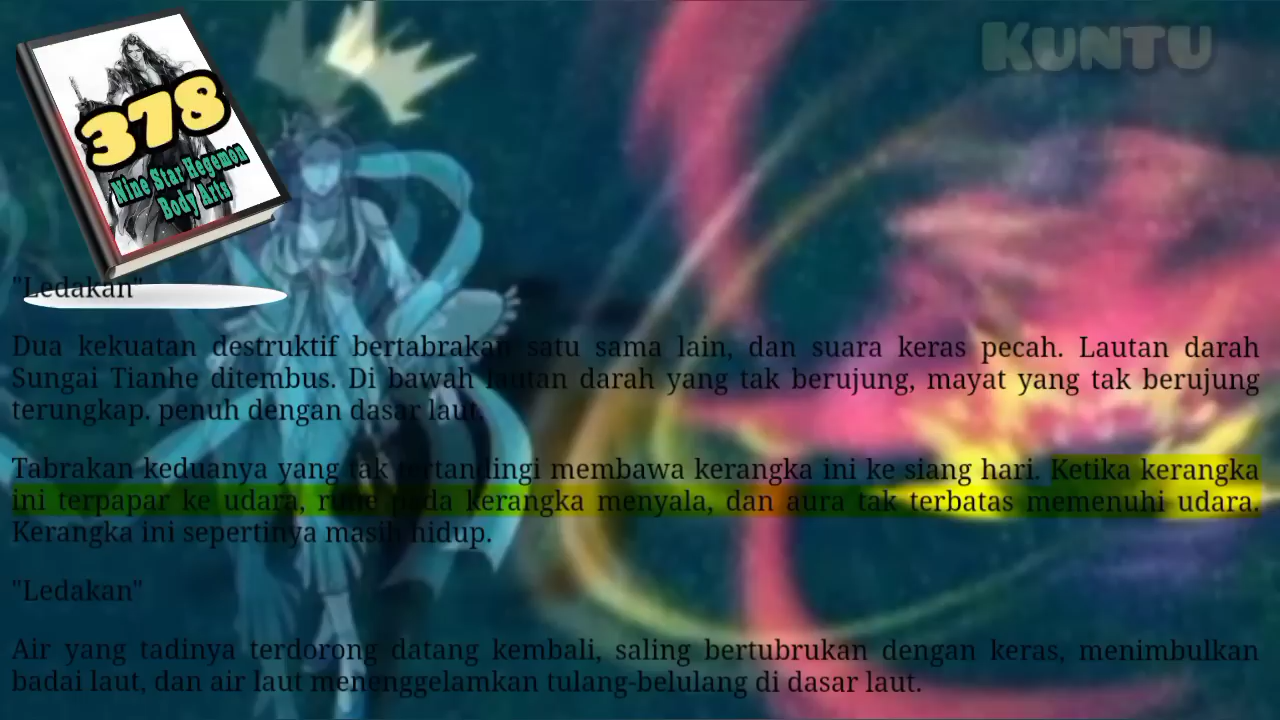 KUNTU
378
Nine Star Hegemon
Body Arts
"Ledakan"
Dua kekuatan destruktif bertabrakan satu sama lain, dan suara keras pecah. Lautan darah
Sungai Tianhe ditembus. Di bawah lautan darah yang tak berujung, mayat yang tak berujung
terungkap. penuh dengan dasar laut.
Tabrakan keduanya yang tak tertandingi membawa kerangka ini ke siang hari. Ketika kerangka
ini terpapar ke udara, rune pada kerangka menyala, dan aura tak terbatas memenuhi udara.
Kerangka ini sepertinya masih hidup.
"Ledakan"
Air yang tadinya terdorong datang kembali, saling bertubrukan dengan keras, menimbulkan
badai laut, dan air laut menenggelamkan tulang-belulang di dasar laut.